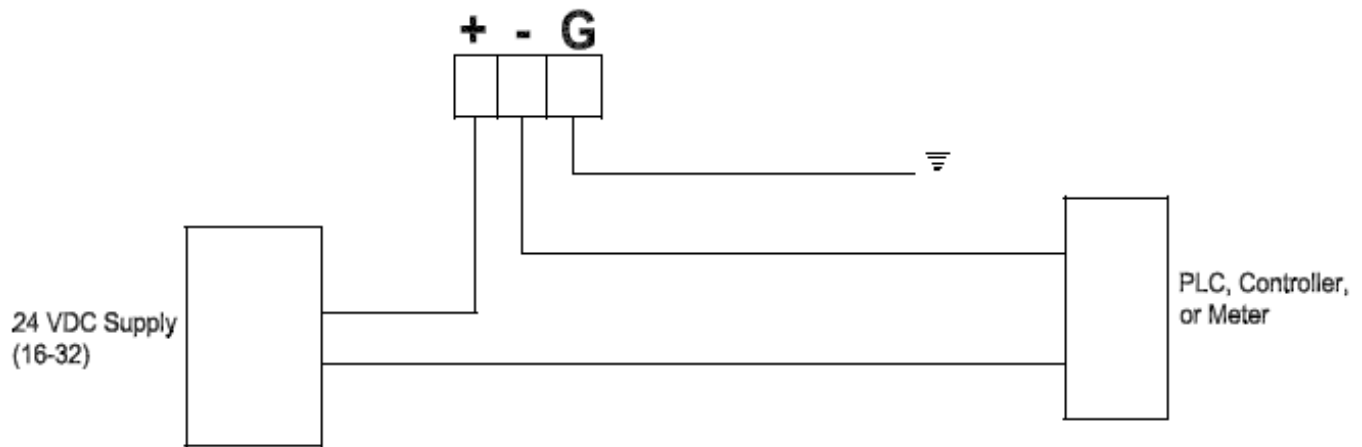 + - G
24 VDC Supply
(16-32)
PLC, Controller,
or Meter